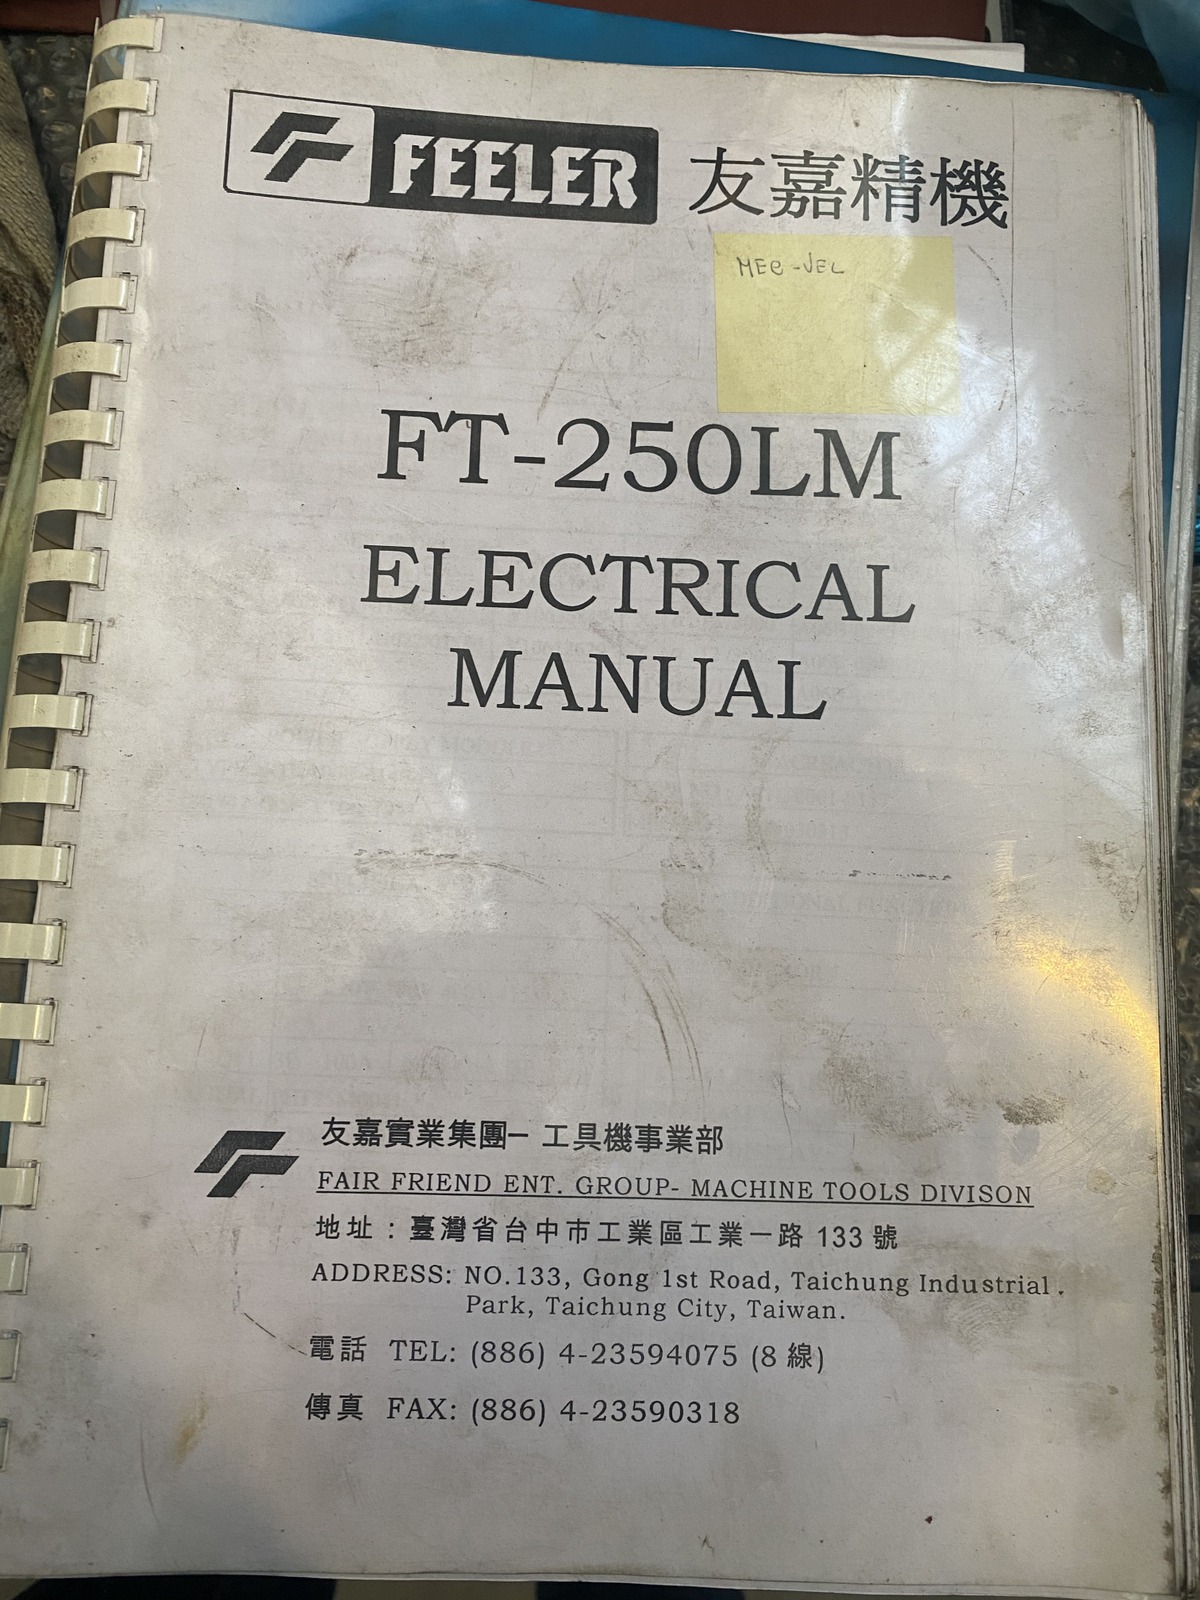 FEELER 友嘉精機
MEC-VEL
FT-250LM
ELECTRICAL
MANUAL
友嘉實業集團－工具機事業部
FAIR FRIEND ENT. GROUP- MACHINE TOOLS DIVISON
地址：臺灣省台中市工業區工業一路 133 號
ADDRESS: NO.133, Gong 1st Road, Taichung Industrial
Park, Taichung City, Taiwan.
電話 TEL: (886) 4-23594075 (8 線)
傳真 FAX: (886) 4-23590318